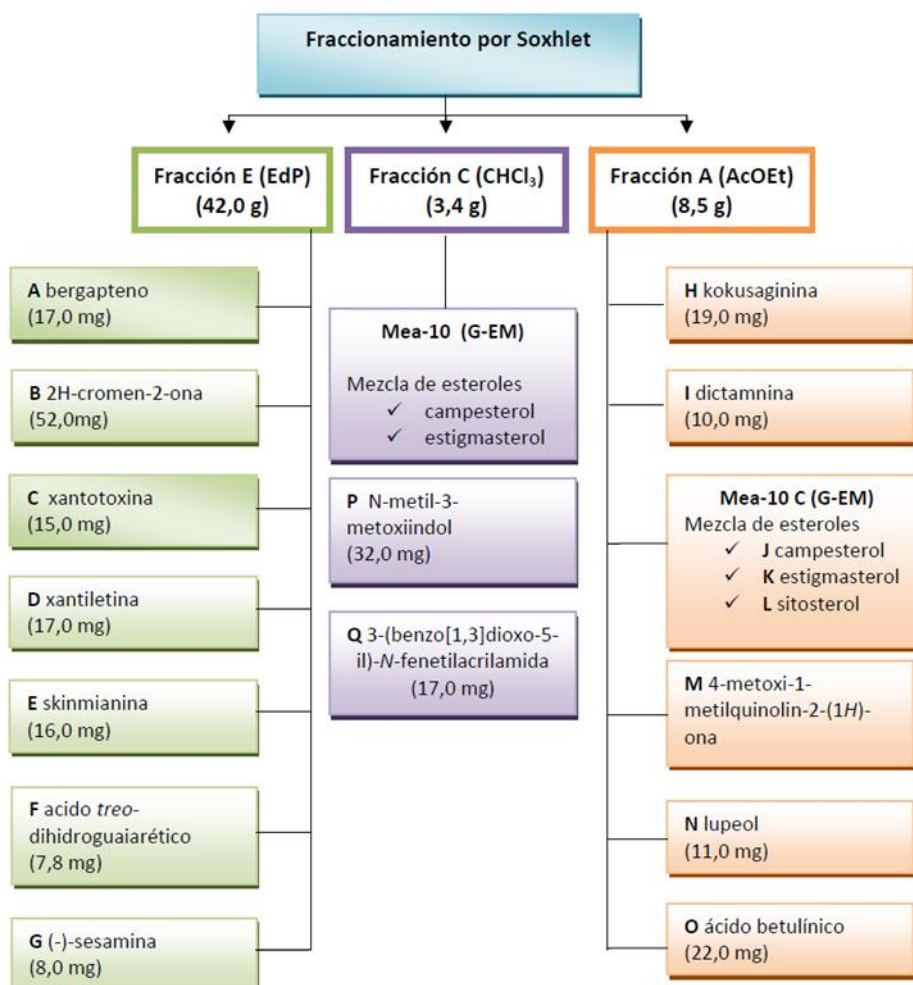 Fraccionamiento por Soxhlet
Fracción E (EdP)
(42,0 g)
Fracción C (CHCl₃)
(3,4 g)
Fracción A (AcOEt)
(8,5 g)
A bergapteno
(17,0 mg)
B 2H-cromen-2-ona
(52,0mg)
C xantotoxina
(15,0 mg)
D xantiletina
(17,0 mg)
E skinmianina
(16,0 mg)
F acido treo-
dihidroguaiarético
(7,8 mg)
G (-)-sesamina
(8,0 mg)
Mea-10 (G-EM)
Mezcla de esteroles
✓ campesterol
✓ estigmasterol
P N-metil-3-
metoxiindol
(32,0 mg)
Q 3-(benzo[1,3]dioxo-5-
il)-N-fenetilacrilamida
(17,0 mg)
H kokusaginina
(19,0 mg)
I dictamnina
(10,0 mg)
Mea-10 C (G-EM)
Mezcla de esteroles
✓ J campesterol
✓ K estigmasterol
✓ L sitosterol
M 4-metoxi-1-
metilquinolin-2-(1H)-
ona
N lupeol
(11,0 mg)
O ácido betulínico
(22,0 mg)